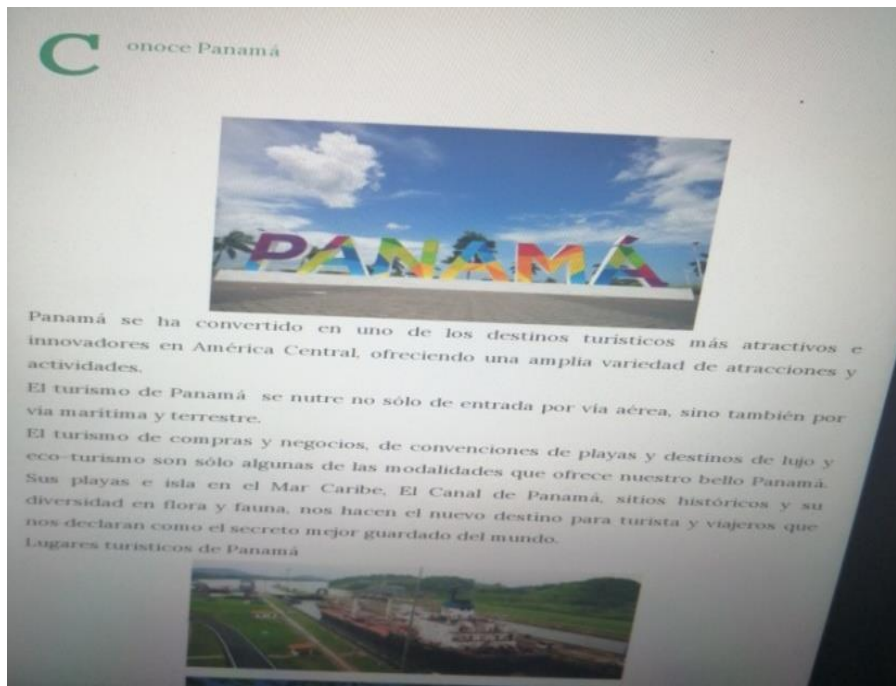 Conoce Panamá
PANAMÁ
Panamá se ha convertido en uno de los destinos turísticos más atractivos e
innovadores en América Central, ofreciendo una amplia variedad de atracciones y
actividades.
El turismo de Panamá se nutre no sólo de entrada por vía aérea, sino también por
vía marítima y terrestre.
El turismo de compras y negocios, de convenciones de playas y destinos de lujo y
eco-turismo son sólo algunas de las modalidades que ofrece nuestro bello Panamá.
Sus playas e isla en el Mar Caribe, El Canal de Panamá, sitios históricos y su
diversidad en flora y fauna, nos hacen el nuevo destino para turista y viajeros que
nos declaran como el secreto mejor guardado del mundo.
Lugares turísticos de Panamá